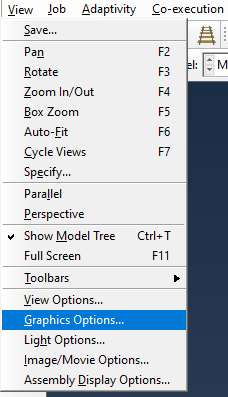 View Job Adaptivity Co-execution
Save...
Pan F2
Rotate F3
Zoom In/Out F4
Box Zoom F5
Auto-Fit F6
Cycle Views F7
Specify...
Parallel
Perspective
Show Model Tree Ctrl+T
Full Screen F11
Toolbars
View Options...
Graphics Options...
Light Options...
Image/Movie Options...
Assembly Display Options...